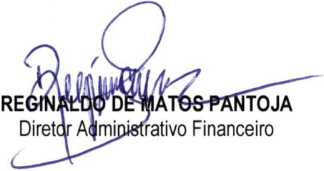 REGINALDO DE MATOS PANTOJA
Diretor Administrativo Financeiro